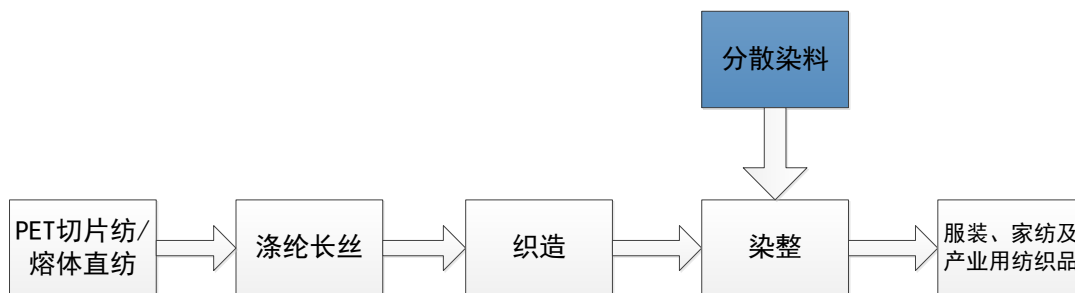 分散染料
PET切片纺/
熔体直纺
涤纶长丝
织造
染整
服装、家纺及
产业用纺织品